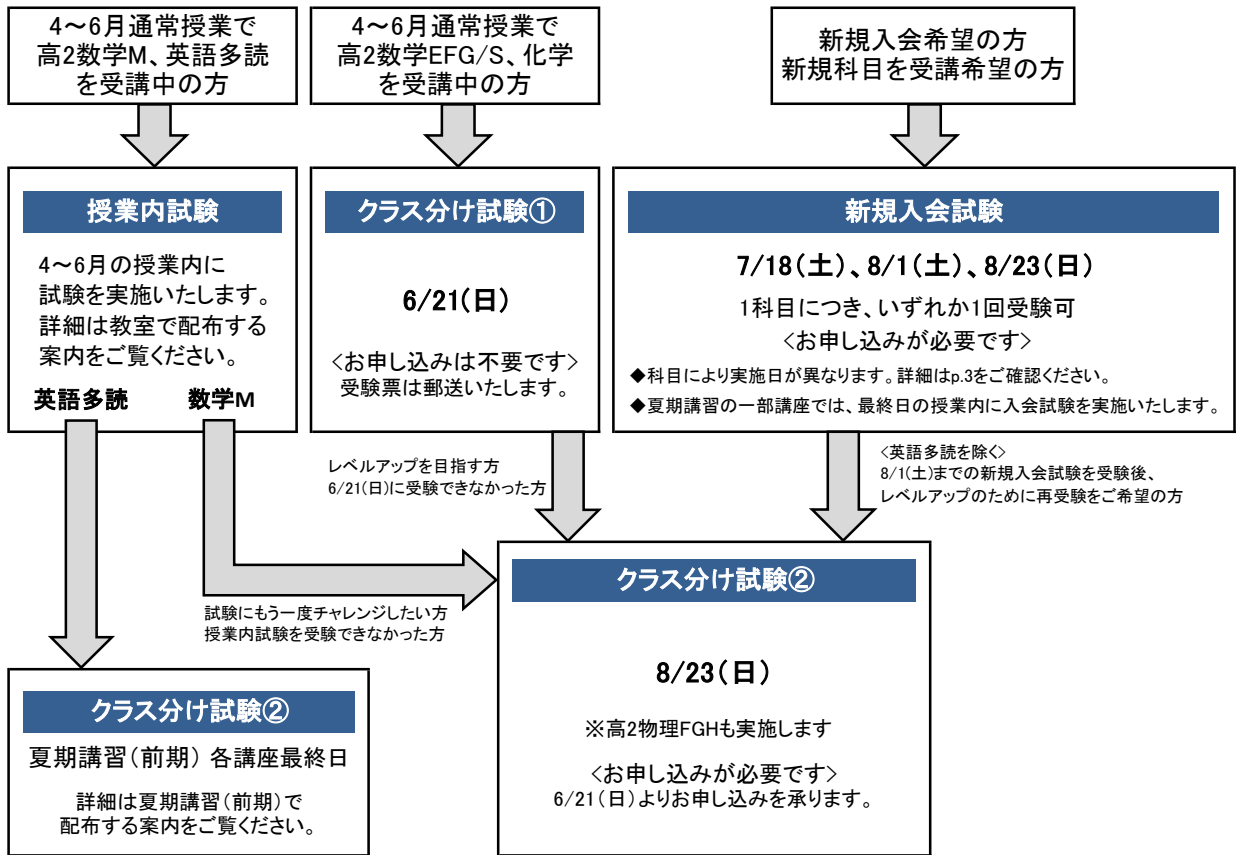 4～6月通常授業で
高2数学M、英語多読
を受講中の方
4～6月通常授業で
高2数学EFG/S、化学
を受講中の方
新規入会希望の方
新規科目を受講希望の方
授業内試験
4～6月の授業内に
試験を実施いたします。
詳細は教室で配布する
案内をご覧ください。
英語多読 数学M
クラス分け試験①
6/21(日)
<お申し込みは不要です>
受験票は郵送いたします。
新規入会試験
7/18(土)、8/1(土)、8/23(日)
1科目につき、いずれか1回受験可
<お申し込みが必要です>
◆科目により実施日が異なります。詳細はp.3をご確認ください。
◆夏期講習の一部講座では、最終日の授業内に入会試験を実施いたします。
レベルアップを目指す方
6/21(日)に受験できなかった方
<英語多読を除く>
8/1(土)までの新規入会試験を受験後、
レベルアップのために再受験をご希望の方
試験にもう一度チャレンジしたい方
授業内試験を受験できなかった方
クラス分け試験②
夏期講習(前期) 各講座最終日
詳細は夏期講習(前期)で
配布する案内をご覧ください。
クラス分け試験②
8/23(日)
※高2物理FGHも実施します
<お申し込みが必要です>
6/21(日)よりお申し込みを承ります。